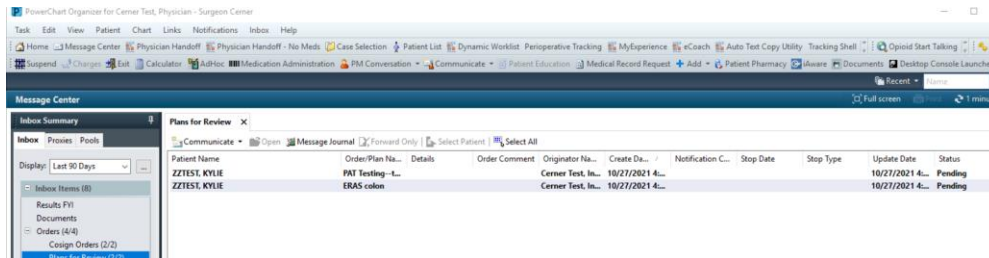 PowerChart Organizer for Cerner Test, Physician - Surgeon Cerner
Task Edit View Patient Chart Links Notifications Inbox Help
Home Message Center Physician Handoff Physician Handoff - No Meds Case Selection Patient List Dynamic Worklist Perioperative Tracking MyExperience eCoach Auto Text Copy Utility Tracking Shell Opioid Start Talking
Suspend Charges Exit Calculator AdHoc Medication Administration PM Conversation Communicate Patient Education Medical Record Request Add Patient Pharmacy iAware Documents Desktop Console Launche
Recent Name
Message Center Full screen Print 1 minu
Inbox Summary Plans for Review X
Inbox Proxies Pools Communicate Open Message Journal Forward Only Select Patient Select All
Display: Last 90 Days ... Patient Name Order/Plan Na... Details Order Comment Originator Na... Create Da... Notification C... Stop Date Stop Type Update Date Status
ZZTEST, KYLIE PAT Testing--t... Cerner Test, In... 10/27/2021 4:... 10/27/2021 4:... Pending
Inbox Items (8) ZZTEST, KYLIE ERAS colon Cerner Test, In... 10/27/2021 4:... 10/27/2021 4:... Pending
Results FYI
Documents
Orders (4/4)
Cosign Orders (2/2)
Plans for Review (2/2)